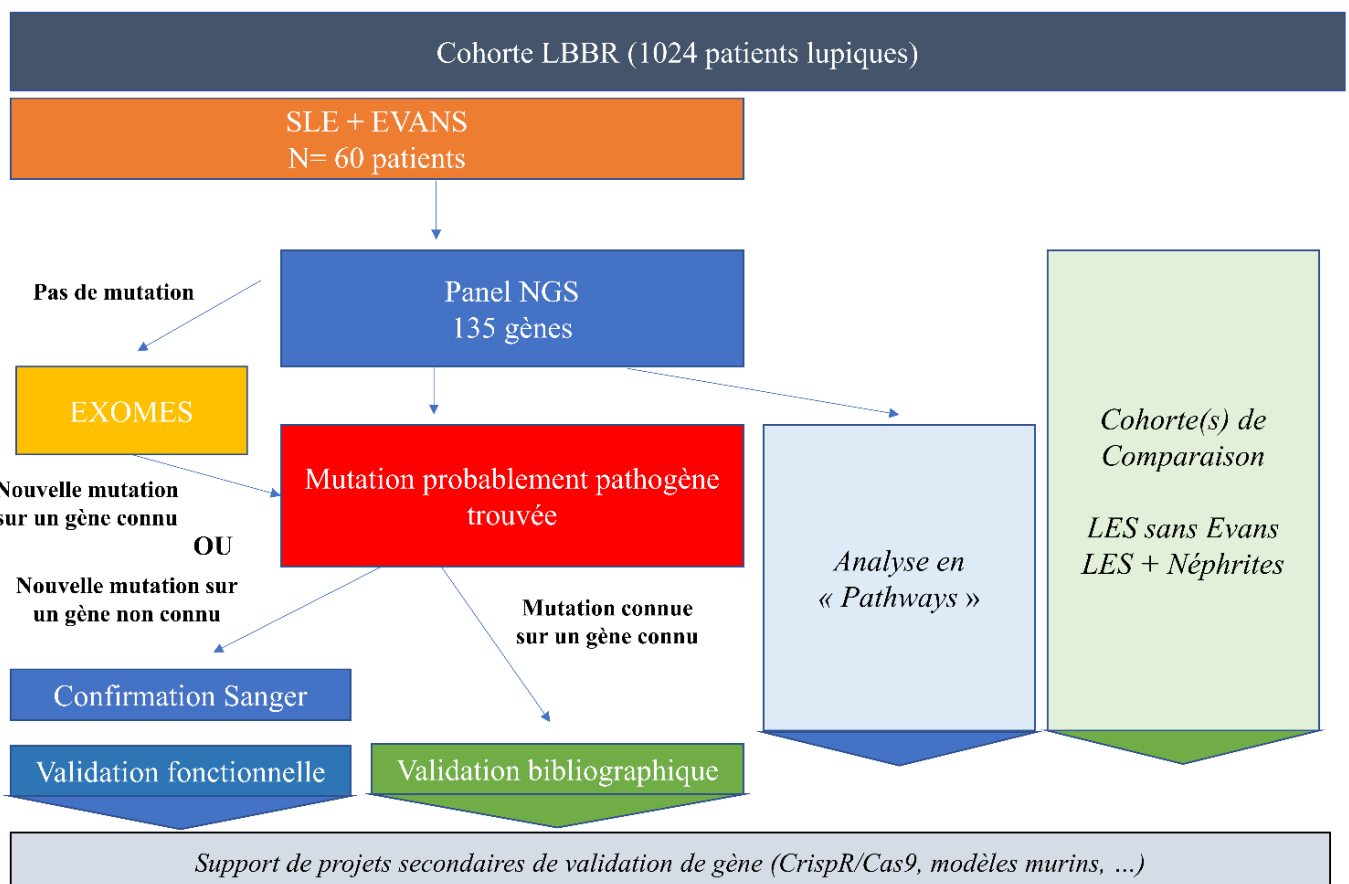 Cohorte LBBR (1024 patients lupiques)
SLE + EVANS
N= 60 patients
Pas de mutation
Panel NGS
135 gènes
EXOMES
Nouvelle mutation
sur un gène connu
OU
Nouvelle mutation sur
un gène non connu
Mutation probablement pathogène
trouvée
Mutation connue
sur un gène connu
Analyse en
« Pathways »
Cohorte(s) de
Comparaison
LES sans Evans
LES + Néphrites
Confirmation Sanger
Validation fonctionnelle
Validation bibliographique
Support de projets secondaires de validation de gène (CrispR/Cas9, modèles murins, …)